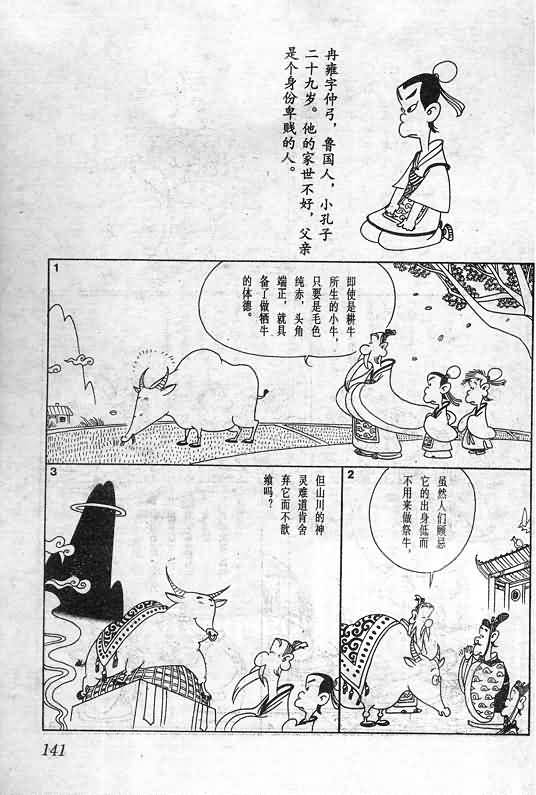 冉雍字仲弓，鲁国人，小孔子
二十九岁。他的家世不好，父亲
是个身份卑贱的人。
1
即使是耕牛
所生的小牛，
只要是毛色
纯赤，头角
端正，就具
备了做牺牛
的体德。
2
虽然人们顾忌
它的出身低而
不用来做祭牛，
3
但山川的神
灵难道肯舍
弃它而不歆
飨吗？
141